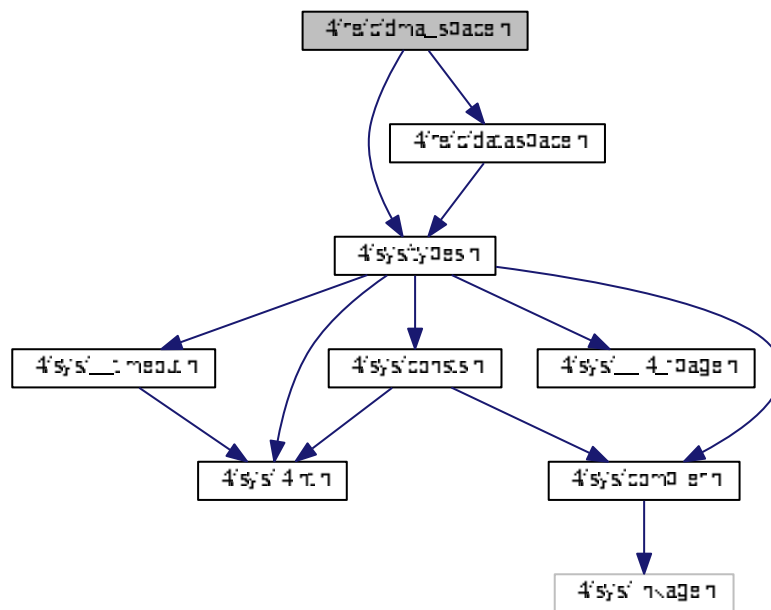 l4/re/c/dma_space.h
l4/re/c/dataspace.h
l4/sys/types.h
l4/sys/__timeout.h
l4/sys/consts.h
l4/sys/__l4_fpage.h
l4/sys/l4int.h
l4/sys/compiler.h
l4/sys/linkage.h